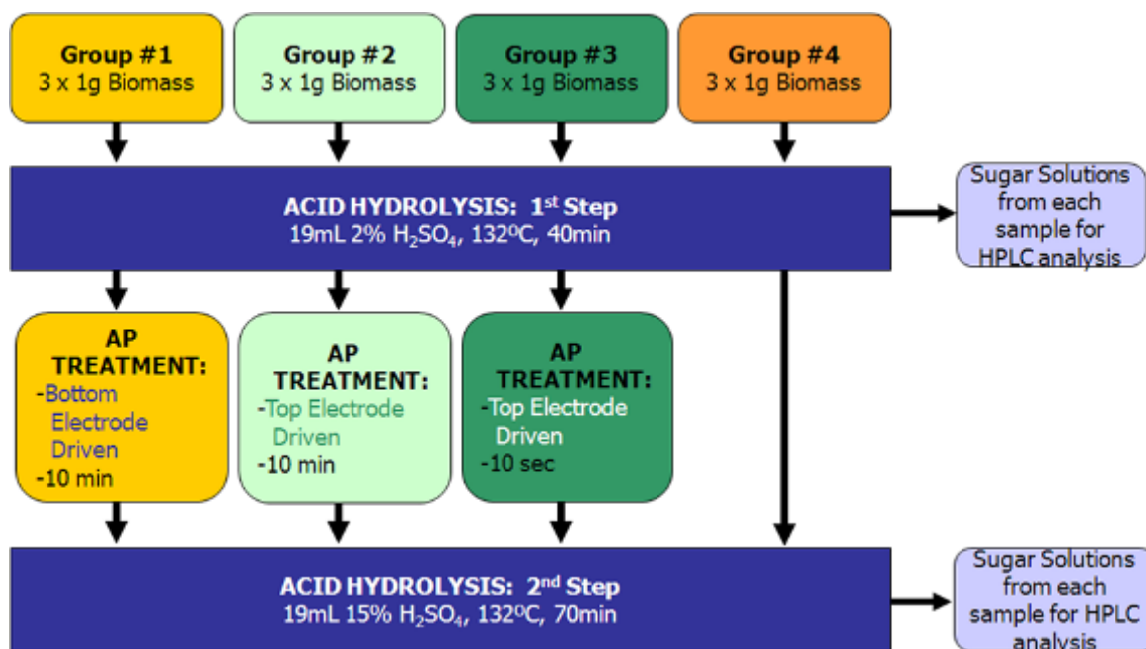 Group #1
3 x 1g Biomass
Group #2
3 x 1g Biomass
Group #3
3 x 1g Biomass
Group #4
3 x 1g Biomass
ACID HYDROLYSIS: 1st Step
19mL 2% H₂SO₄, 132ºC, 40min
Sugar Solutions
from each
sample for
HPLC analysis
AP
TREATMENT:
-Bottom
Electrode
Driven
-10 min
AP
TREATMENT:
-Top Electrode
Driven
-10 min
AP
TREATMENT:
-Top Electrode
Driven
-10 sec
ACID HYDROLYSIS: 2nd Step
19mL 15% H₂SO₄, 132ºC, 70min
Sugar Solutions
from each
sample for HPLC
analysis